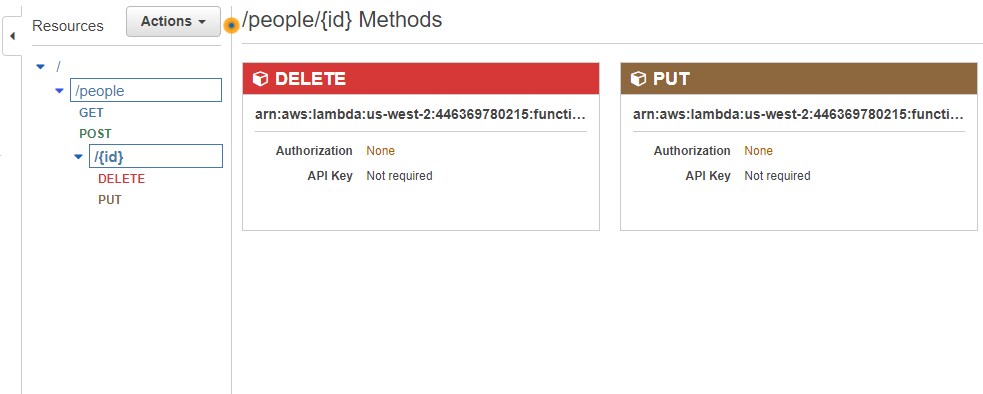 Resources
Actions
/
/people
GET
POST
/{id}
DELETE
PUT
/people/{id} Methods
DELETE
arn:aws:lambda:us-west-2:446369780215:functi...
Authorization None
API Key Not required
PUT
arn:aws:lambda:us-west-2:446369780215:functi...
Authorization None
API Key Not required